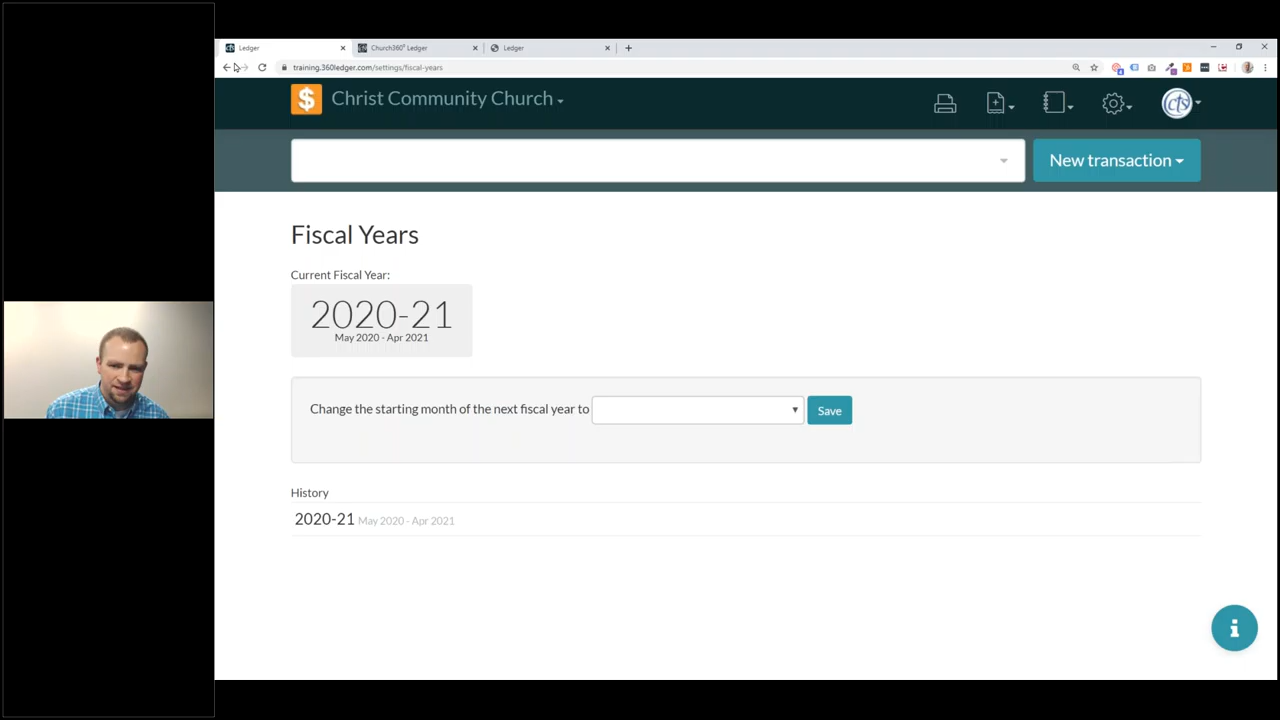 Ledger
Church360° Ledger
Ledger
training.360ledger.com/settings/fiscal-years
Christ Community Church
cts
New transaction
Fiscal Years
Current Fiscal Year:
2020-21
May 2020 - Apr 2021
Change the starting month of the next fiscal year to
Save
History
2020-21 May 2020 - Apr 2021